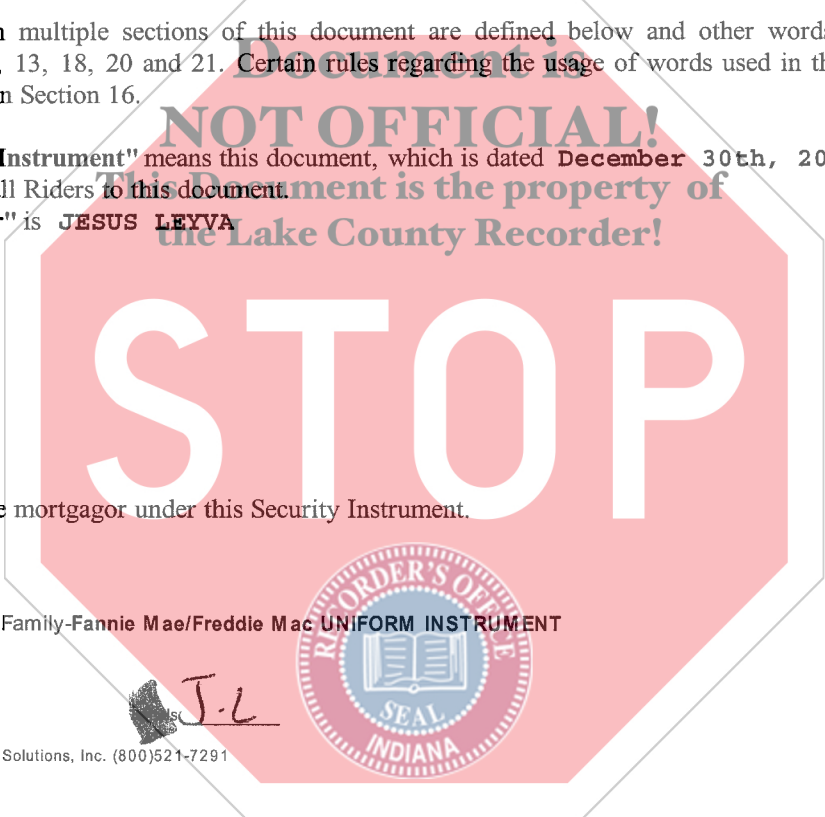 multiple sections of this document are defined below and other words
13, 18, 20 and 21. Certain rules regarding the usage of words used in
n Section 16.
Document is
NOT OFFICIAL!
Instrument" means this document, which is dated December 30th, 20
ll Riders to this document.
This Document is the property of
" is JESUS LEYVA
the Lake County Recorder!
STOP
mortgagor under this Security Instrument.
RECORDER'S OFFICE
SEAL
INDIANA
Family-Fannie Mae/Freddie Mac UNIFORM INSTRUMENT
J.L
Solutions, Inc. (800)521-7291